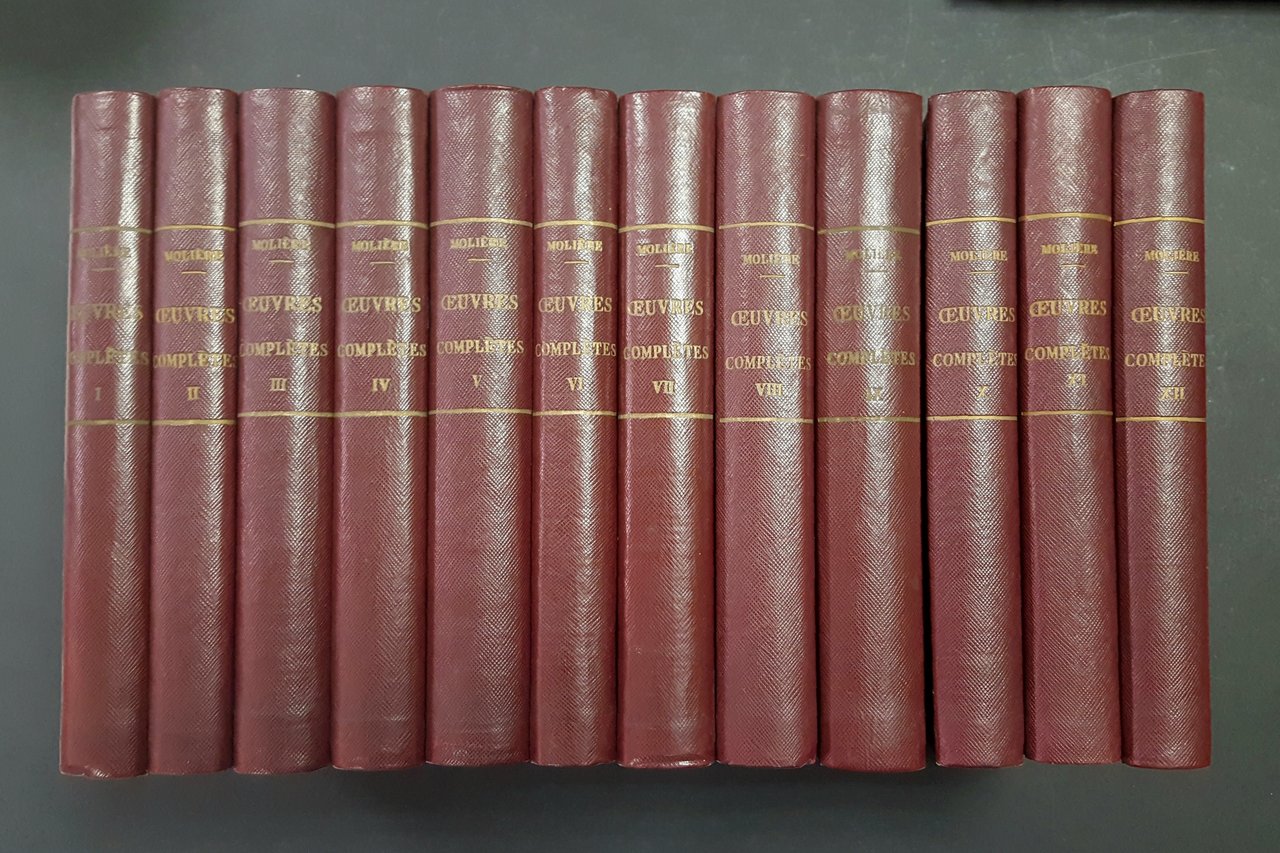 MOLIÈRE
ŒUVRES
COMPLÈTES
I
MOLIÈRE
ŒUVRES
COMPLÈTES
II
MOLIÈRE
ŒUVRES
COMPLÈTES
III
MOLIÈRE
ŒUVRES
COMPLÈTES
IV
MOLIÈRE
ŒUVRES
COMPLÈTES
V
MOLIÈRE
ŒUVRES
COMPLÈTES
VI
MOLIÈRE
ŒUVRES
COMPLÈTES
VII
MOLIÈRE
ŒUVRES
COMPLÈTES
VIII
MOLIÈRE
ŒUVRES
COMPLÈTES
IX
MOLIÈRE
ŒUVRES
COMPLÈTES
X
MOLIÈRE
ŒUVRES
COMPLÈTES
XI
MOLIÈRE
ŒUVRES
COMPLÈTE
XII